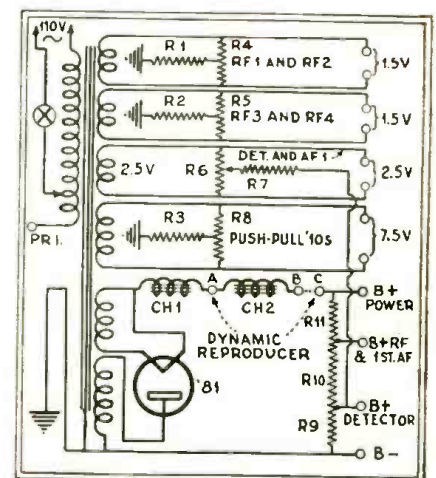 110V
R1
R4
RF1 AND RF2
1.5V
R2
R5
RF3 AND RF4
1.5V
DET. AND AF1
2.5V
R6
R7
2.5V
R3
R8
PUSH-PULL '10S
7.5V
PRI.
CH1
A
CH2
B
C
B+
POWER
DYNAMIC
REPRODUCER
R11
B+RF
& 1ST. AF
81
R10
B+
DETECTOR
R9
B-